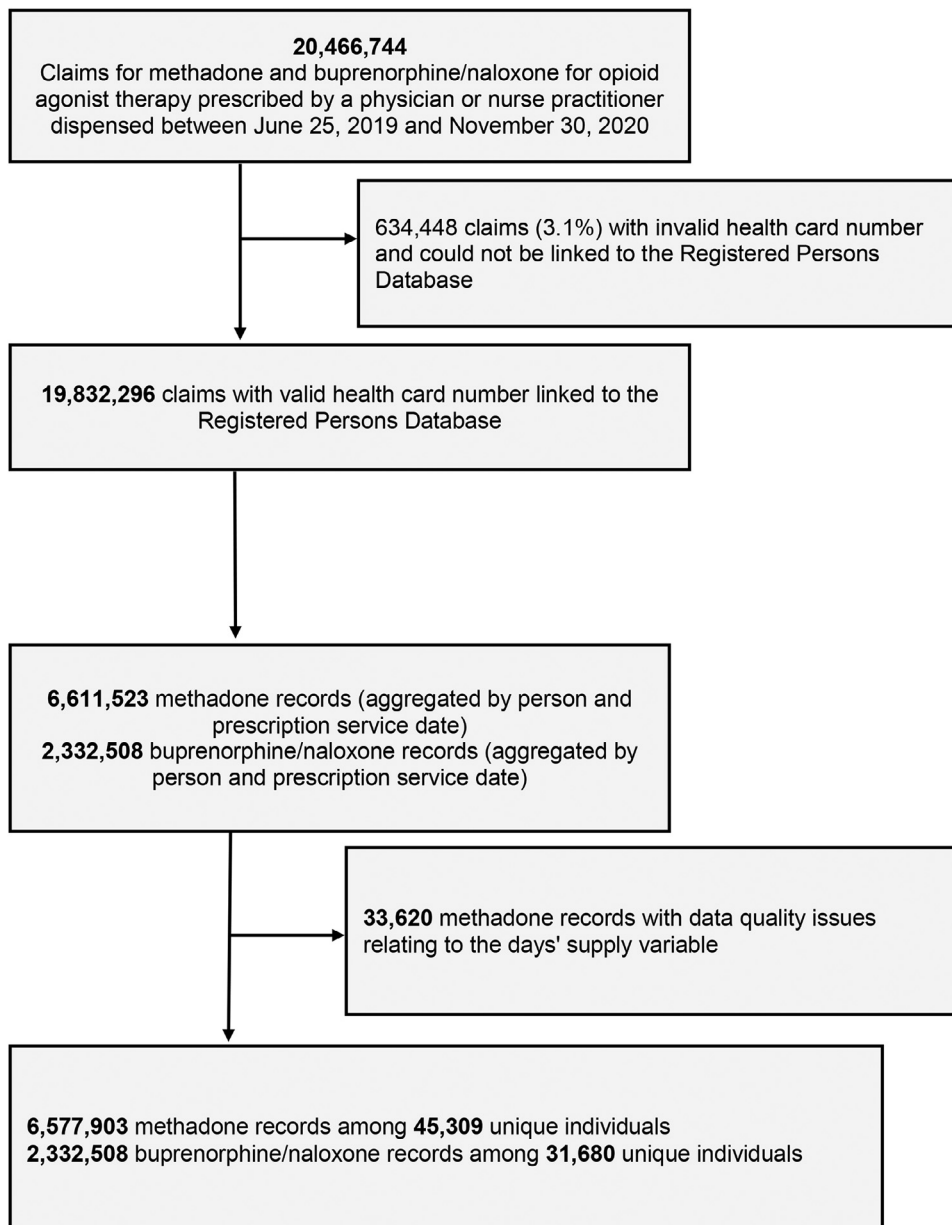 20,466,744
Claims for methadone and buprenorphine/naloxone for opioid
agonist therapy prescribed by a physician or nurse practitioner
dispensed between June 25, 2019 and November 30, 2020
634,448 claims (3.1%) with invalid health card number
and could not be linked to the Registered Persons
Database
19,832,296 claims with valid health card number linked to the
Registered Persons Database
6,611,523 methadone records (aggregated by person and
prescription service date)
2,332,508 buprenorphine/naloxone records (aggregated by
person and prescription service date)
33,620 methadone records with data quality issues
relating to the days' supply variable
6,577,903 methadone records among 45,309 unique individuals
2,332,508 buprenorphine/naloxone records among 31,680 unique individuals